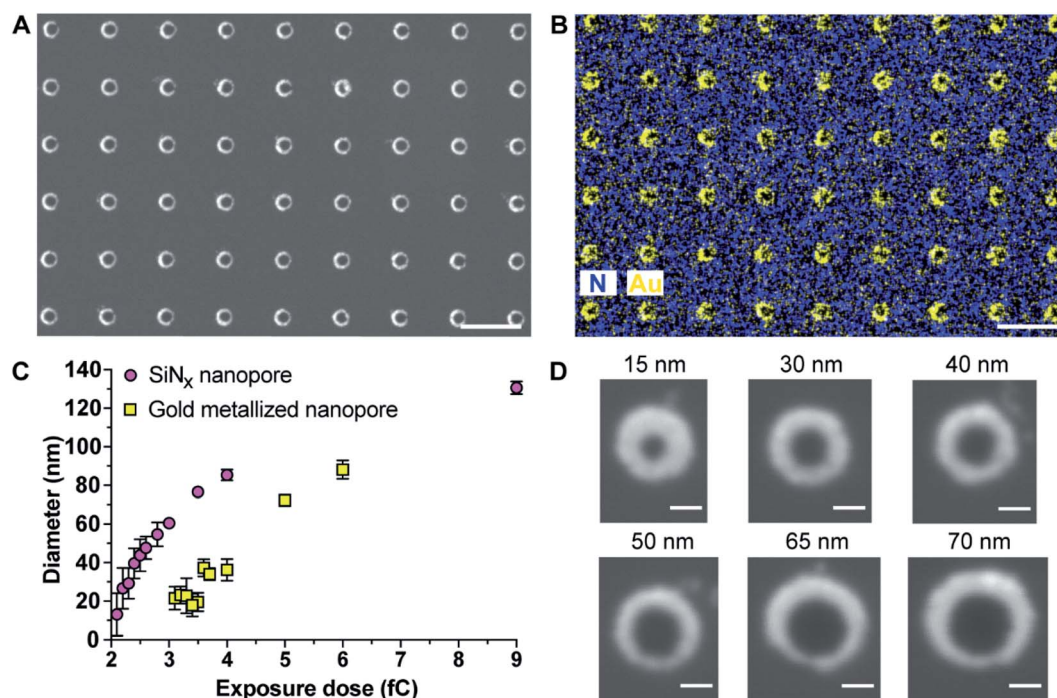 A
B
N Au
C
140
120
100
80
60
40
20
0
Diameter (nm)
SiNx nanopore
Gold metallized nanopore
2 3 4 5 6 7 8 9
Exposure dose (fC)
D
15 nm 30 nm 40 nm
50 nm 65 nm 70 nm